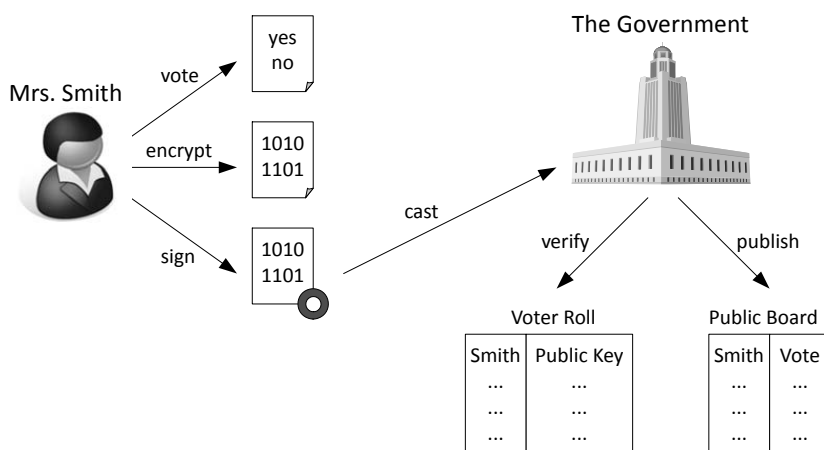 The Government
yes
no
vote
Mrs. Smith
encrypt
1010
1101
cast
sign
1010
1101
verify
publish
Voter Roll
Public Board
Smith Public Key
... ...
... ...
... ...
Smith Vote
... ...
... ...
... ...